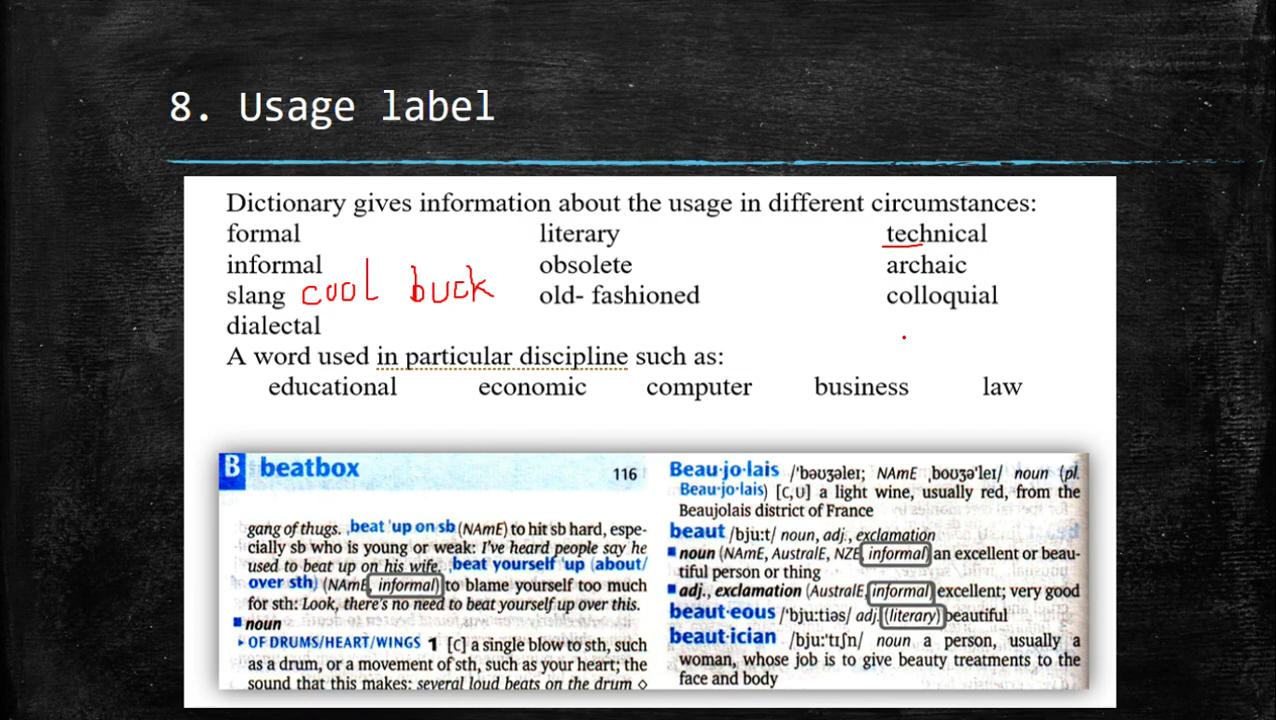 8. Usage label
Dictionary gives information about the usage in different circumstances:
formal literary technical
informal obsolete archaic
slang cool buck old- fashioned colloquial
dialectal
A word used in particular discipline such as:
educational economic computer business law
B beatbox 116
gang of thugs. ˌbeat ˈup on sb (NAmE) to hit sb hard, espe-
cially sb who is young or weak: I've heard people say he
used to beat up on his wife. ˌbeat yourself ˈup (about/
over sth) (NAmE informal) to blame yourself too much
for sth: Look, there's no need to beat yourself up over this.
■ noun
▸ OF DRUMS/HEART/WINGS 1 [C] a single blow to sth, such
as a drum, or a movement of sth, such as your heart; the
sound that this makes: several loud beats on the drum ◇
Beau·jo·lais /ˈbəʊʒəleɪ; NAmE ˌboʊʒəˈleɪ/ noun (pl.
Beau·jo·lais) [C,U] a light wine, usually red, from the
Beaujolais district of France
beaut /bjuːt/ noun, adj., exclamation
■ noun (NAmE, AustralE, NZE informal) an excellent or beau-
tiful person or thing
■ adj., exclamation (AustralE, informal) excellent; very good
beaut·eous /ˈbjuːtiəs/ adj. (literary) beautiful
beaut·ician /bjuːˈtɪʃn/ noun a person, usually a
woman, whose job is to give beauty treatments to the
face and body